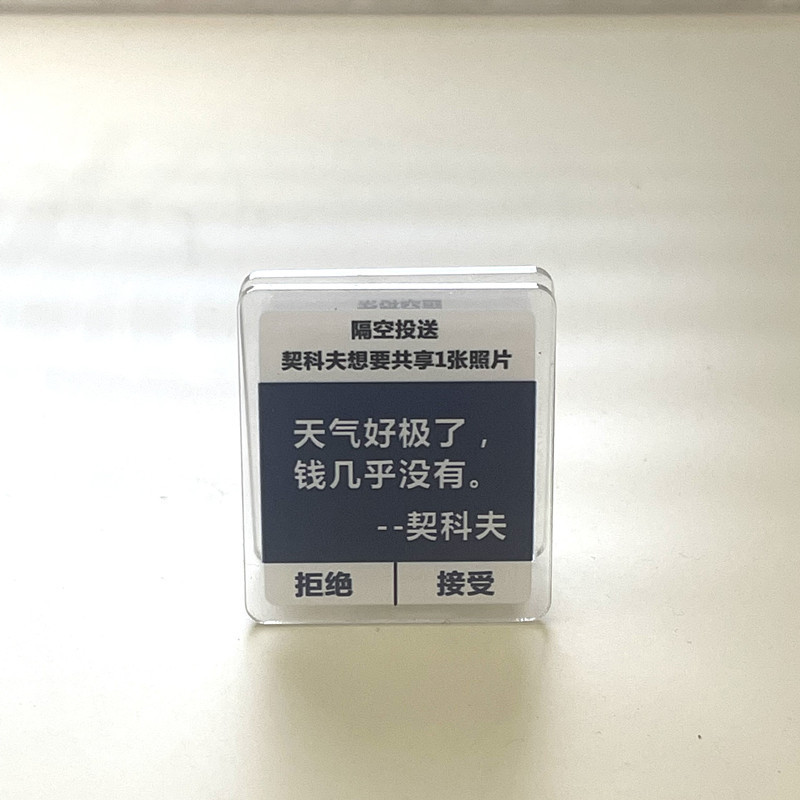 隔空投送
契科夫想要共享1张照片
天气好极了，
钱几乎没有。
--契科夫
拒绝
接受